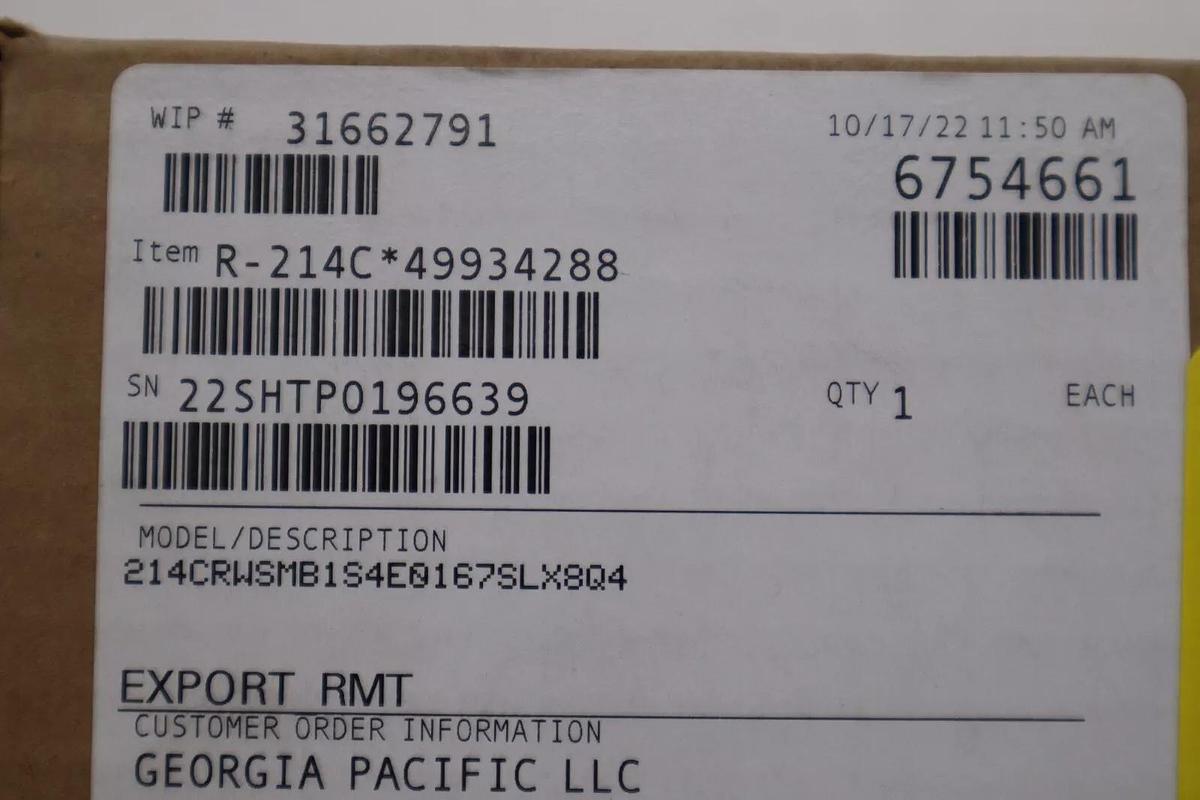 WIP # 31662791
10/17/22 11:50 AM
6754661
Item R-214C*49934288
SN 22SHTP0196639
QTY 1 EACH
MODEL/DESCRIPTION
214CRWSMB1S4E0167SLX8Q4
EXPORT RMT
CUSTOMER ORDER INFORMATION
GEORGIA PACIFIC LLC